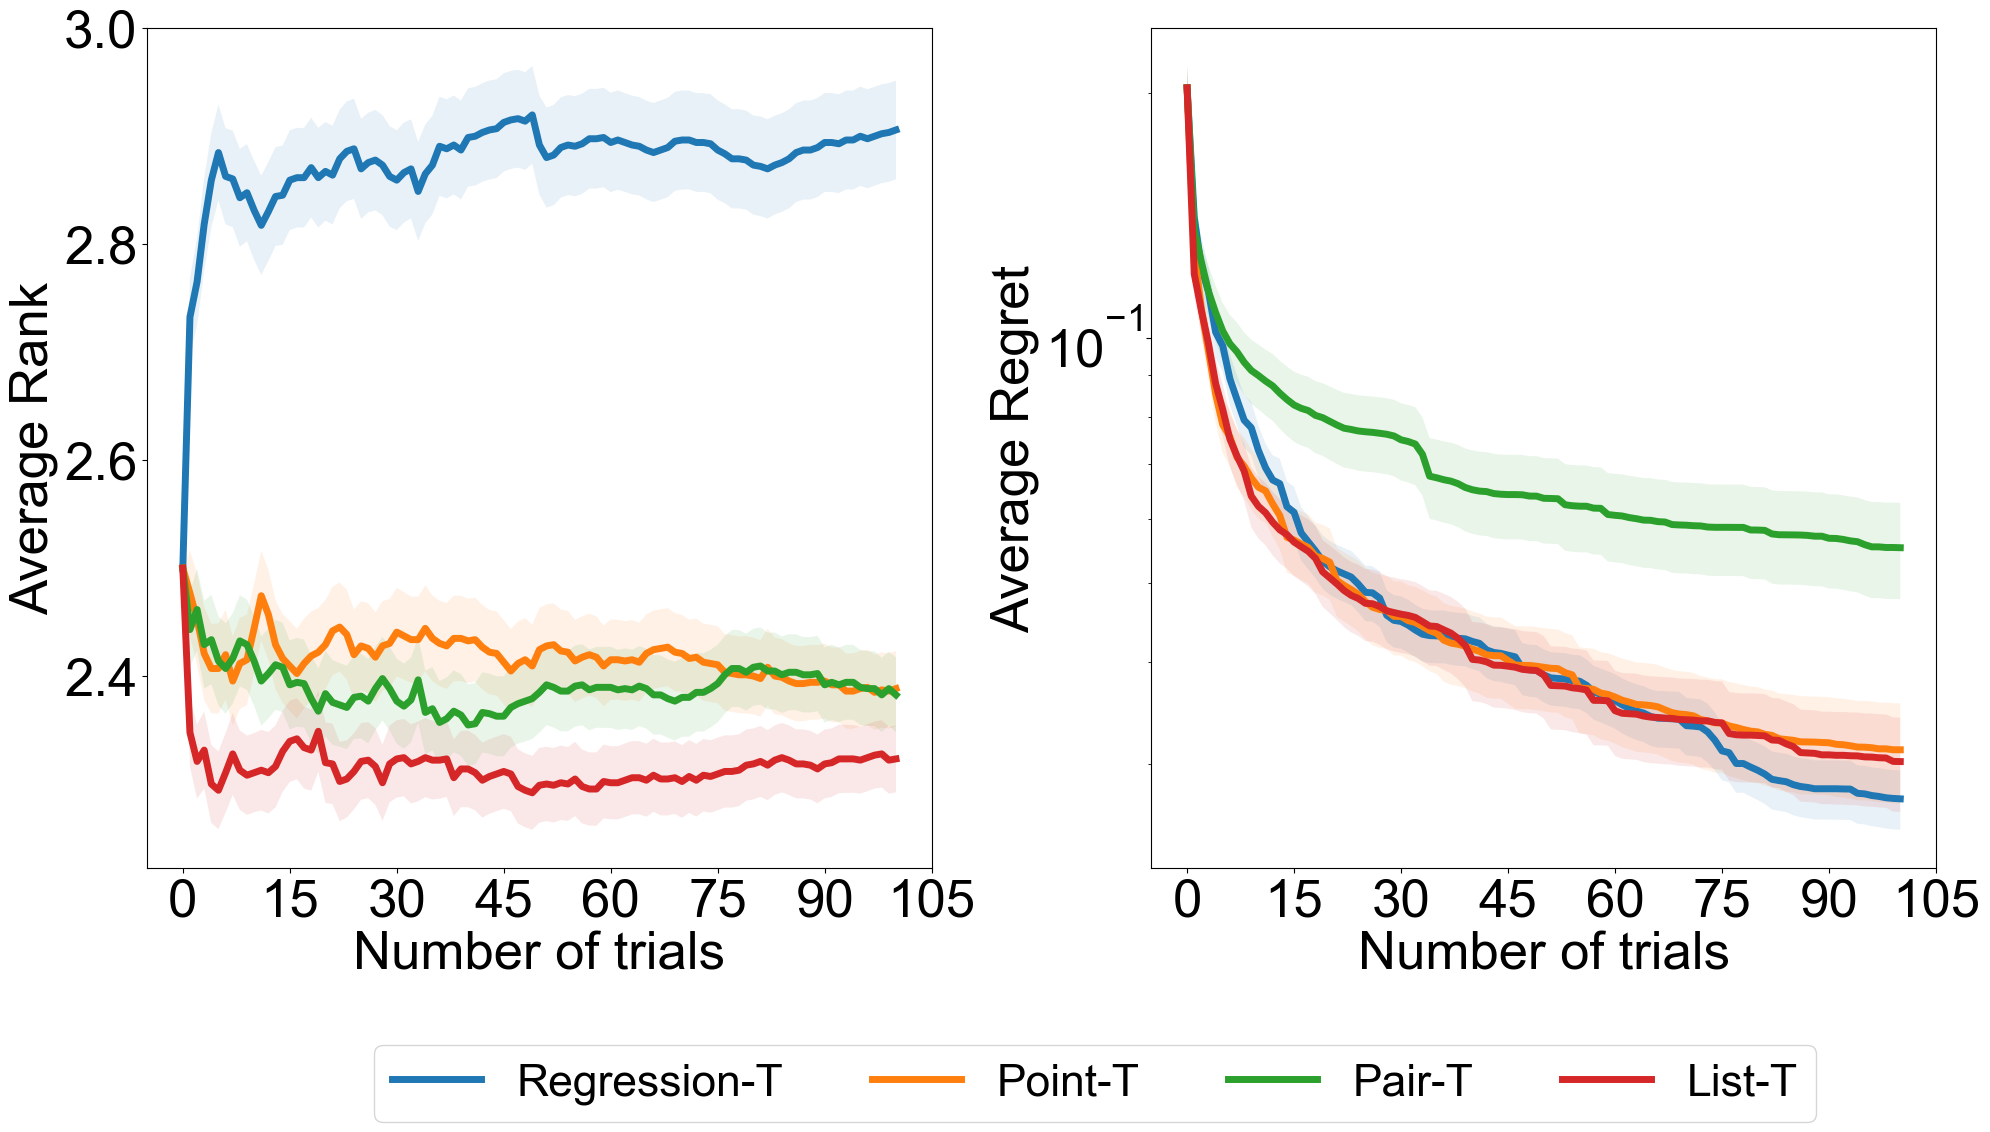 Average Rank
3.0
2.8
2.6
2.4
0 15 30 45 60 75 90 105
Number of trials
Average Regret
10⁻¹
0 15 30 45 60 75 90 105
Number of trials
Regression-T Point-T Pair-T List-T